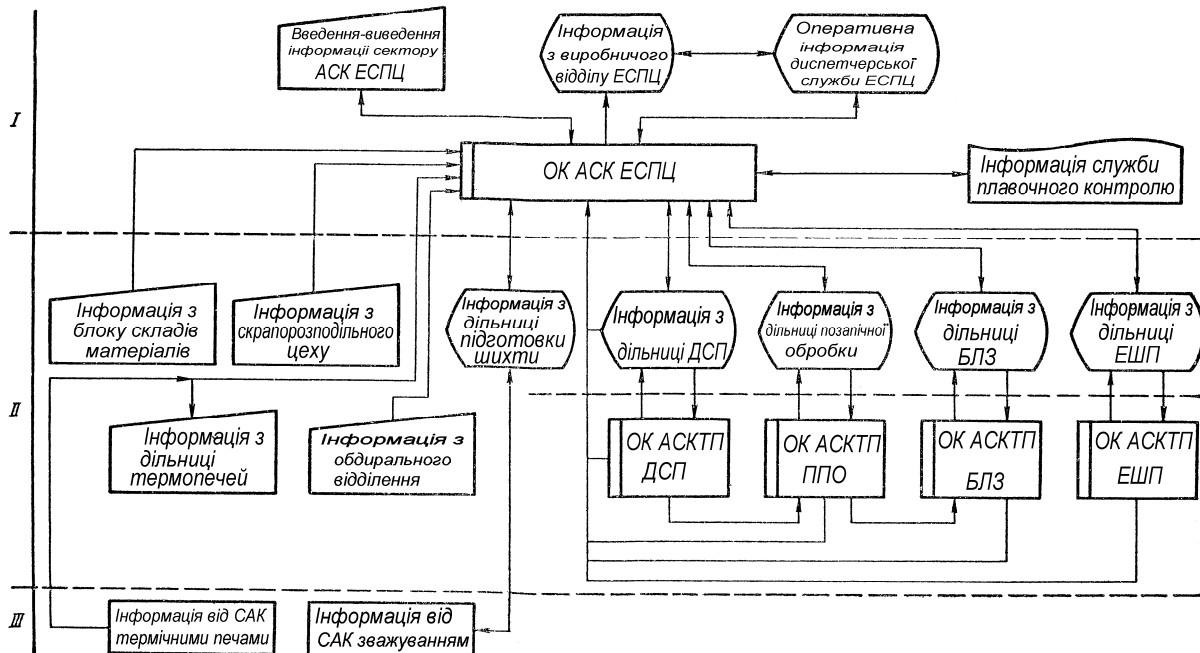 Введення-виведення
інформації сектору
АСК ЕСПЦ
Інформація
з виробничого
відділу ЕСПЦ
Оперативна
інформація
диспетчерської
служби ЕСПЦ
I
ОК АСК ЕСПЦ
Інформація служби
плавочного контролю
Інформація з
блоку складів
матеріалів
Інформація з
скрапорозподільного
цеху
Інформація з
дільниці
підготовки
шихти
Інформація з
дільниці ДСП
Інформація з
дільниці позапічної
обробки
Інформація з
дільниці
БЛЗ
Інформація з
дільниці
ЕШП
II
Інформація з
дільниці
термопечей
Інформація з
обдирального
відділення
ОК АСКТП
ДСП
ОК АСКТП
ППО
ОК АСКТП
БЛЗ
ОК АСКТП
ЕШП
III
Інформація від САК
термічними печами
Інформація від
САК зважуванням